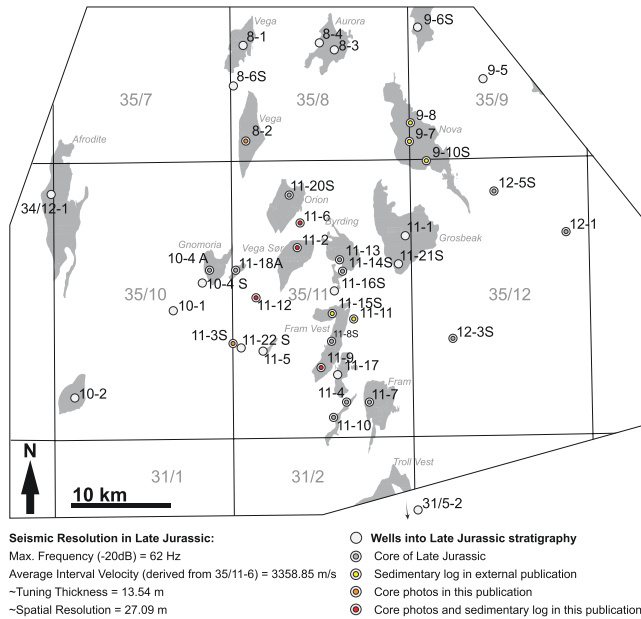 Vega
Aurora
9-6S
8-1
8-4
8-3
9-5
8-6S
35/7
35/8
35/9
Vega
8-2
9-8
9-7
Nova
9-10S
Afrodite
11-20S
12-5S
34/12-1
Orion
11-6
Byrding
11-1
12-1
Grosbeak
Gnomoria
Vega Sør
11-2
11-13
10-4 A
11-18A
11-14S
11-21S
10-4 S
11-16S
35/10
35/11
35/12
11-12
10-1
11-15S
11-11
Fram Vest
11-3S
11-22 S
11-8S
12-3S
11-5
11-9
11-17
Fram
10-2
11-4
11-7
11-10
N
Troll Vest
31/1
31/2
10 km
31/5-2
Seismic Resolution in Late Jurassic:
Max. Frequency (-20dB) = 62 Hz
Average Interval Velocity (derived from 35/11-6) = 3358.85 m/s
~Tuning Thickness = 13.54 m
~Spatial Resolution = 27.09 m
Wells into Late Jurassic stratigraphy
Core of Late Jurassic
Sedimentary log in external publication
Core photos in this publication
Core photos and sedimentary log in this publication